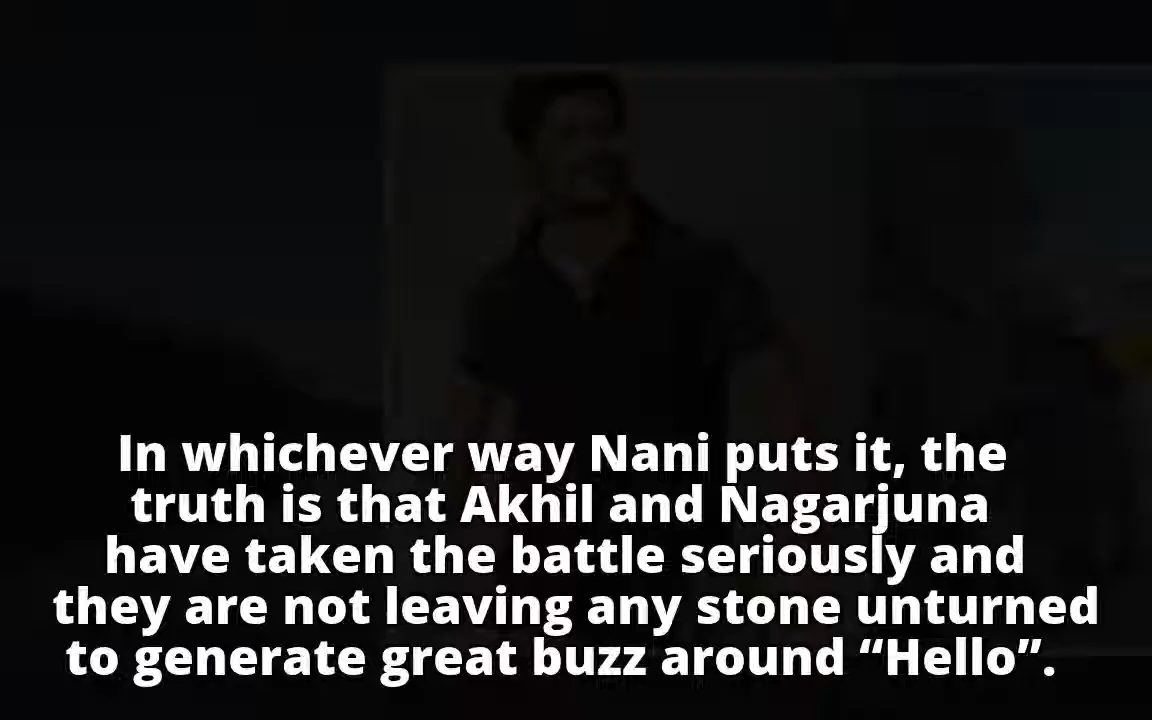 In whichever way Nani puts it, the
truth is that Akhil and Nagarjuna
have taken the battle seriously and
they are not leaving any stone unturned
to generate great buzz around “Hello”.